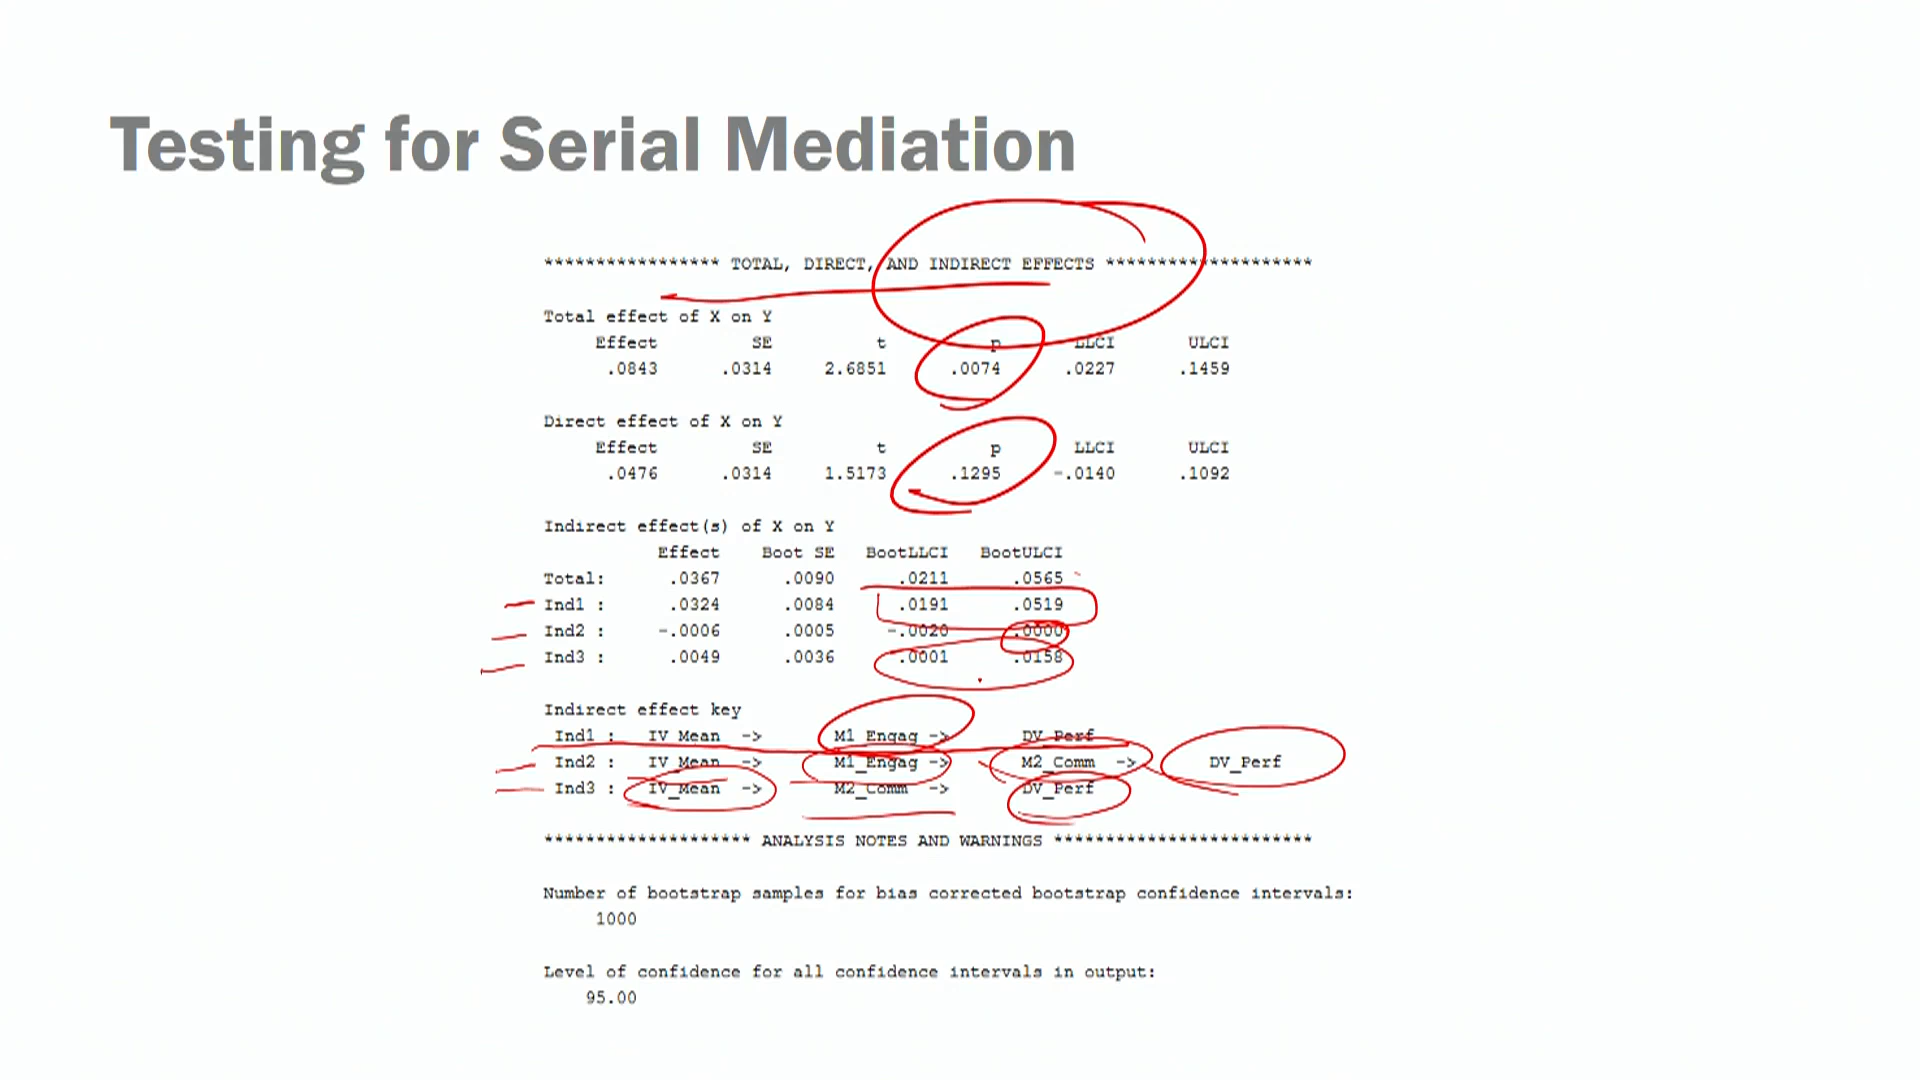 Testing for Serial Mediation
***************** TOTAL, DIRECT, AND INDIRECT EFFECTS ********************
Total effect of X on Y
Effect SE t p LLCI ULCI
.0843 .0314 2.6851 .0074 .0227 .1459
Direct effect of X on Y
Effect SE t p LLCI ULCI
.0476 .0314 1.5173 .1295 -.0140 .1092
Indirect effect(s) of X on Y
Effect Boot SE BootLLCI BootULCI
Total: .0367 .0090 .0211 .0565
Ind1 : .0324 .0084 .0191 .0519
Ind2 : -.0006 .0005 -.0020 .0000
Ind3 : .0049 .0036 .0001 .0158
Indirect effect key
Ind1 : IV_Mean -> M1_Engag -> DV_Perf
Ind2 : IV_Mean -> M1_Engag -> M2_Comm -> DV_Perf
Ind3 : IV_Mean -> M2_Comm -> DV_Perf
******************** ANALYSIS NOTES AND WARNINGS *************************
Number of bootstrap samples for bias corrected bootstrap confidence intervals:
1000
Level of confidence for all confidence intervals in output:
95.00